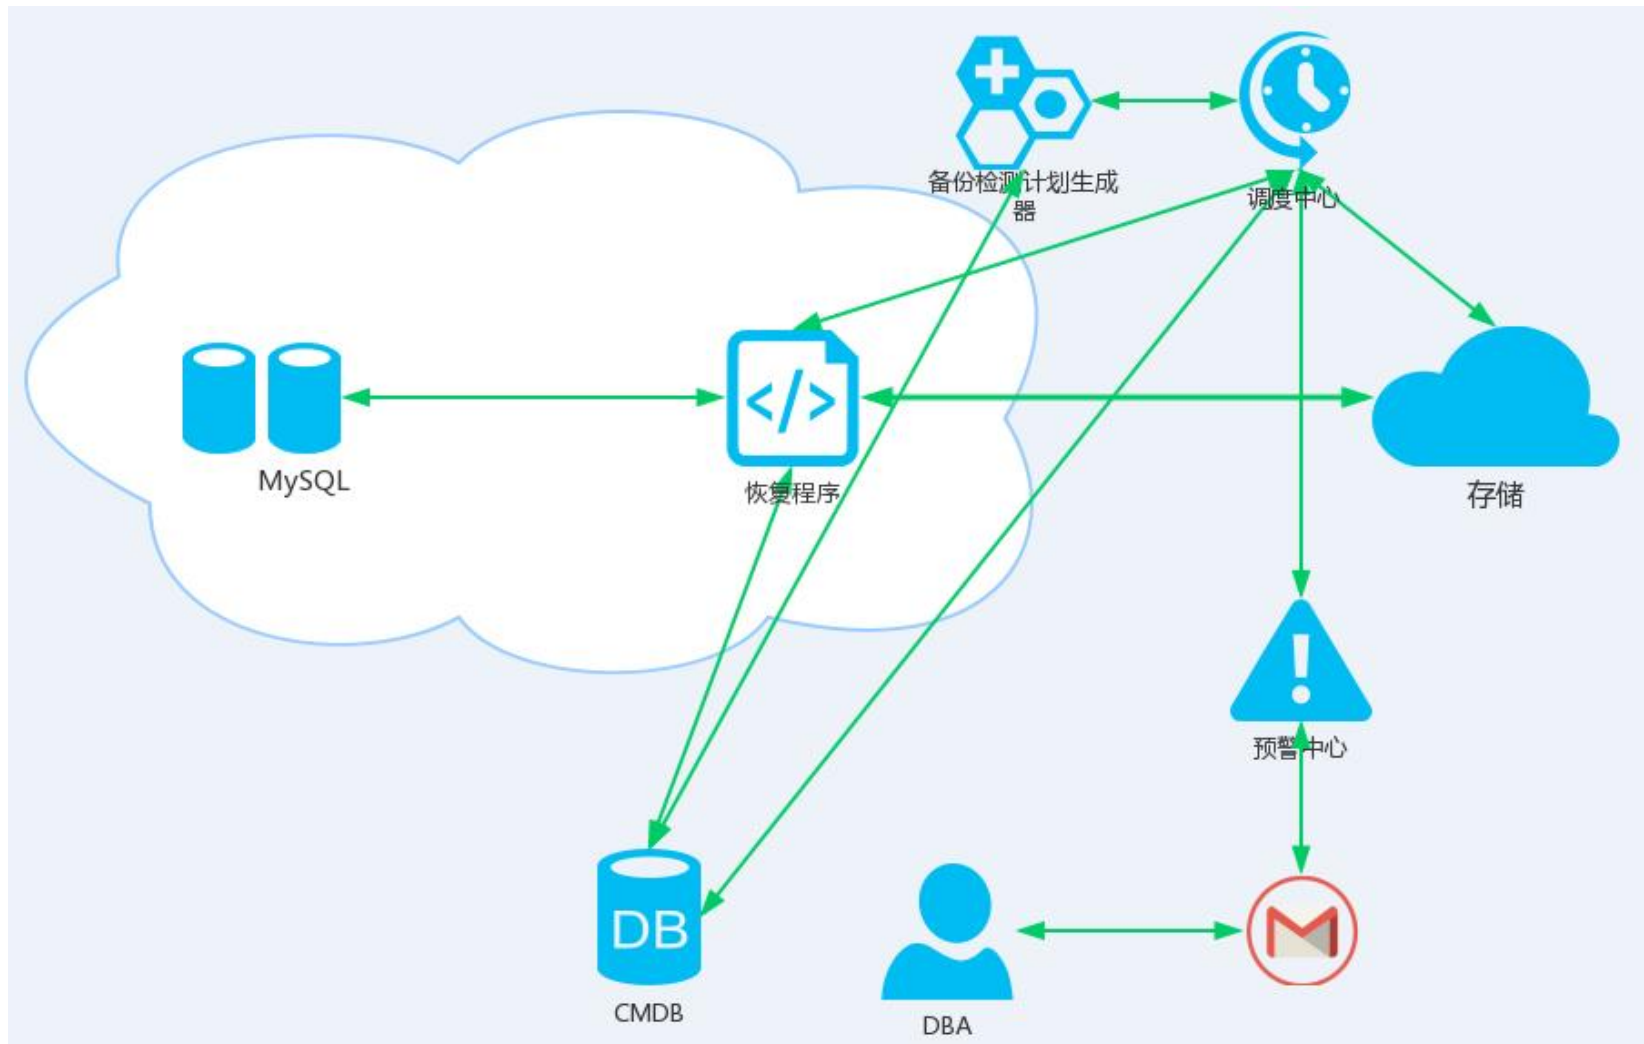 备份检测计划生成
器
调度中心
</>
MySQL
恢复程序
存储
预警中心
DB
CMDB
DBA